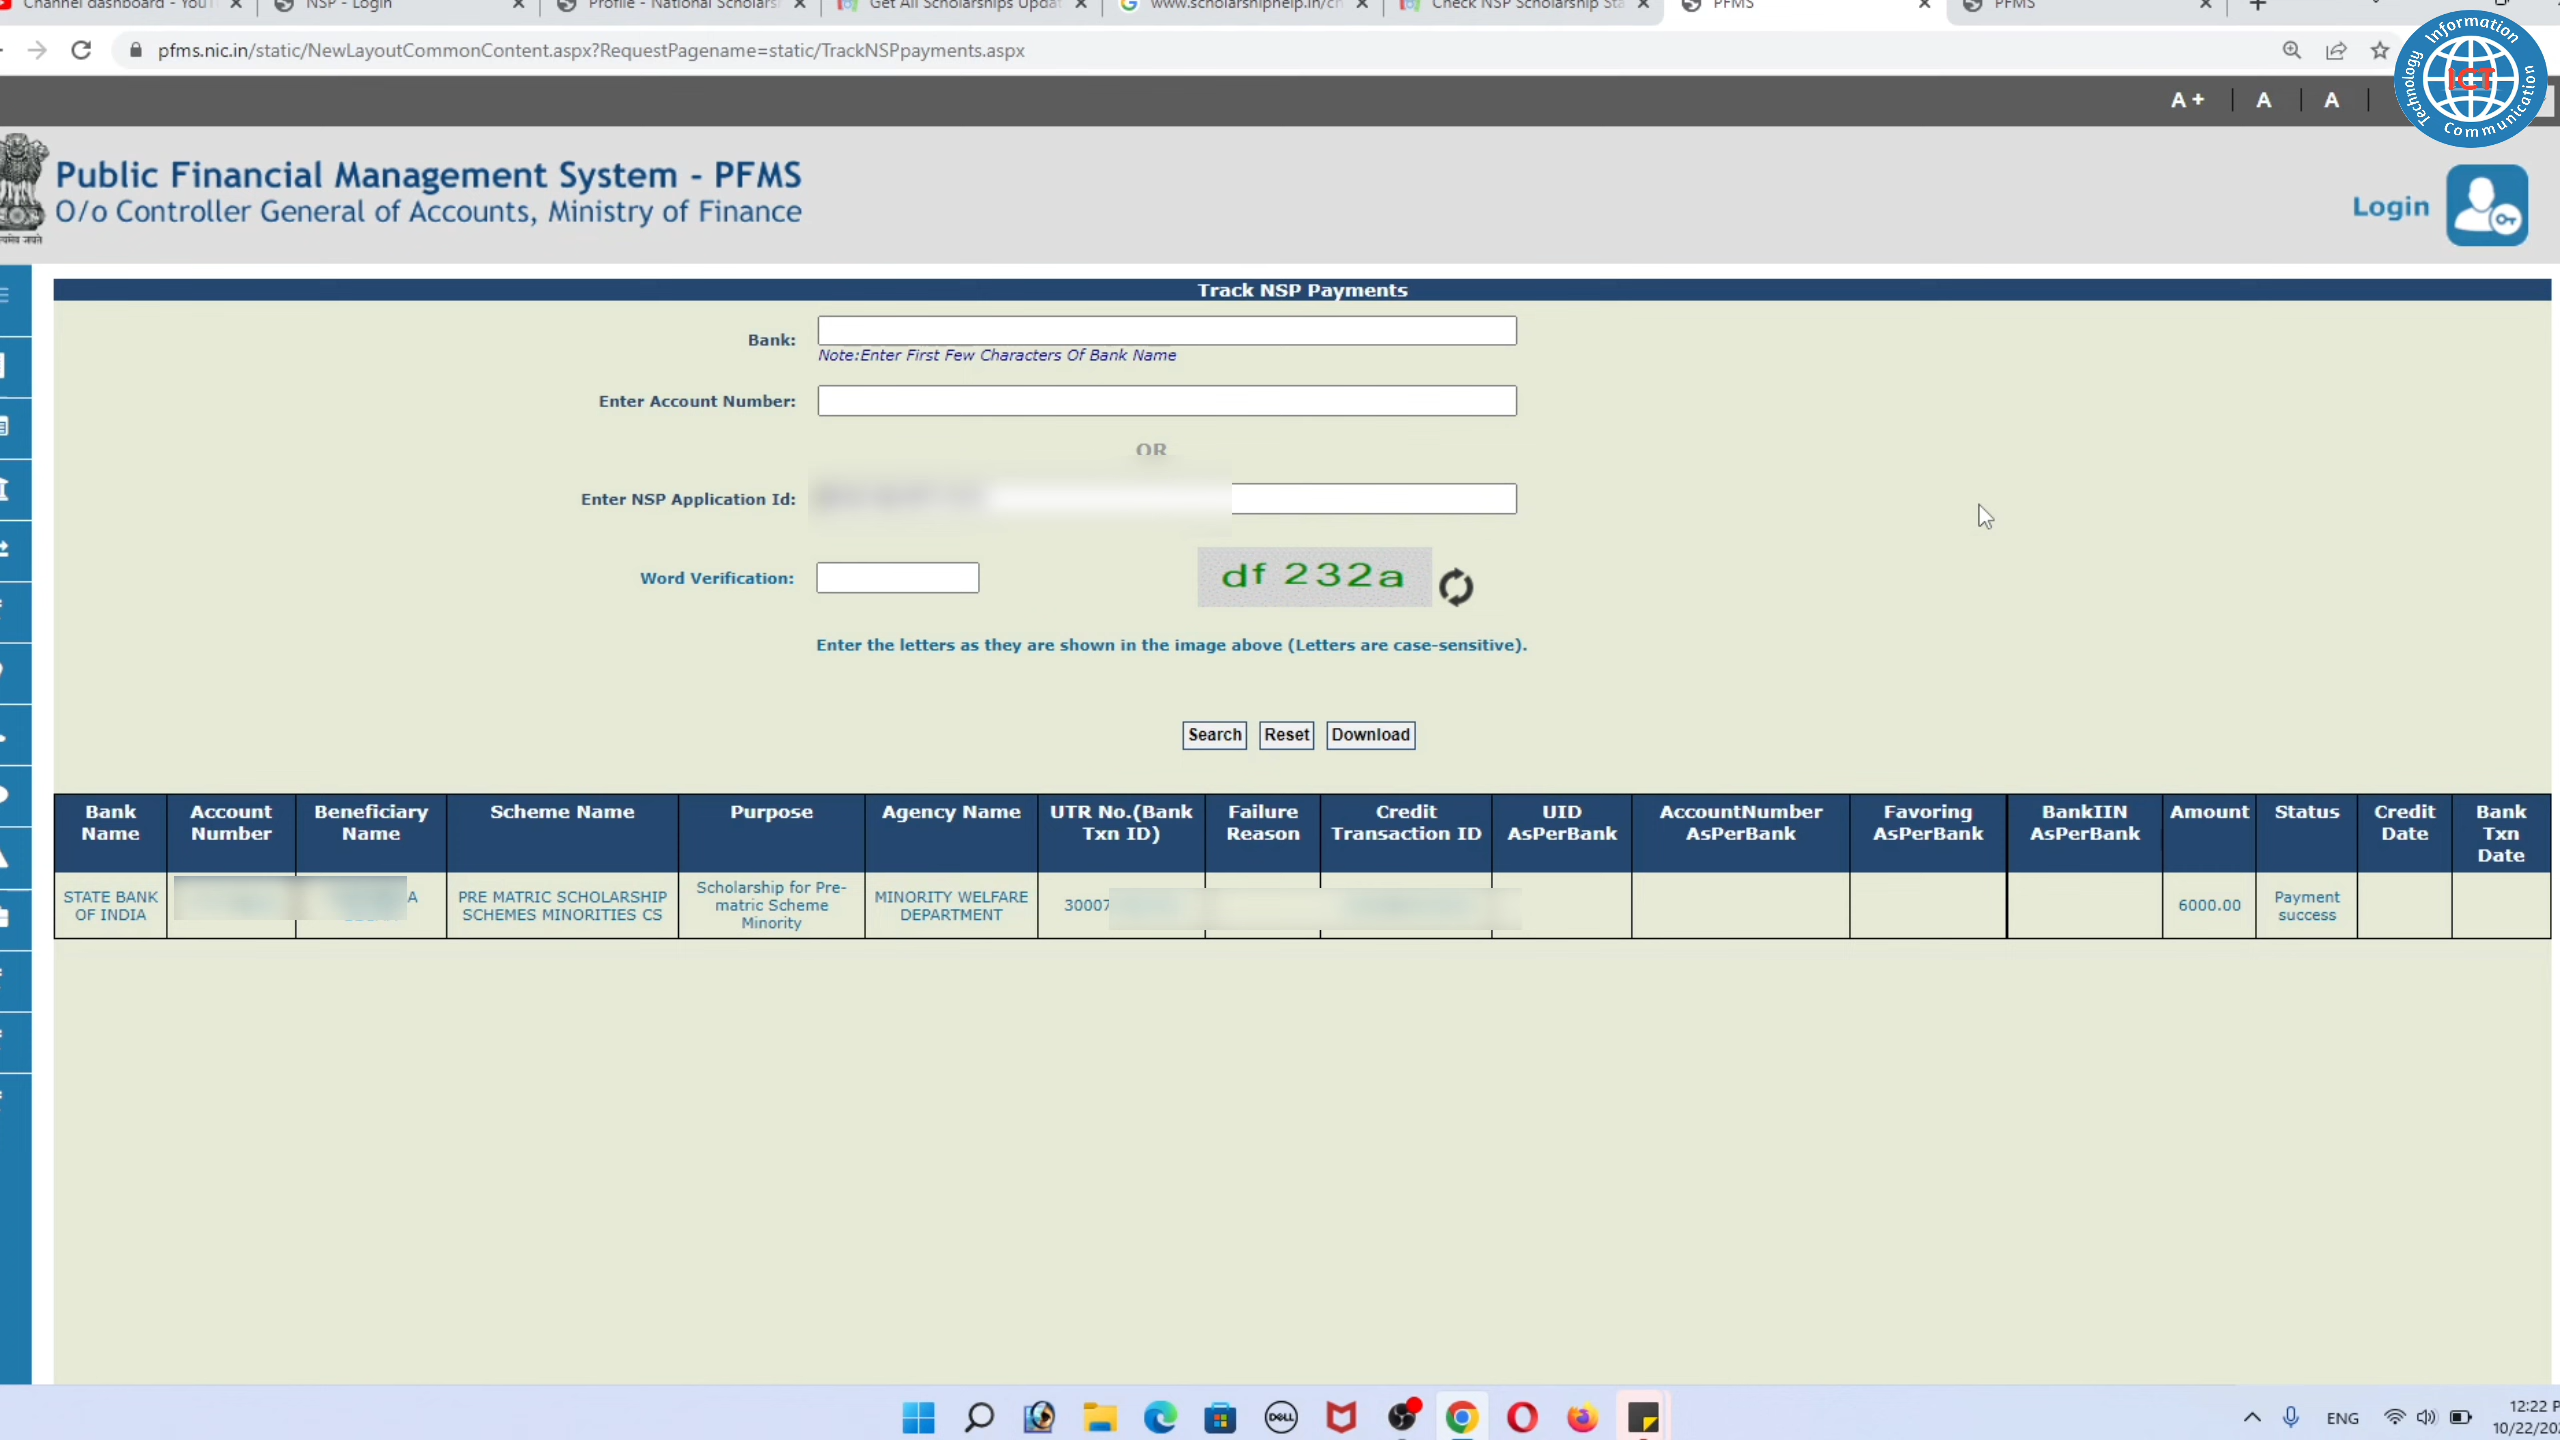 Channel dashboard - YouT
NSP - Login
Profile - National Scholars
Get All Scholarships Updat
www.scholarshiphelp.in/ch
Check NSP Scholarship Sta
PFMS
PFMS
pfms.nic.in/static/NewLayoutCommonContent.aspx?RequestPagename=static/TrackNSPpayments.aspx
Information
Technology
ICT
Communication
A+ | A | A |
Public Financial Management System - PFMS
O/o Controller General of Accounts, Ministry of Finance
Login
Track NSP Payments
Bank:
Note:Enter First Few Characters Of Bank Name
Enter Account Number:
OR
Enter NSP Application Id:
Word Verification:
df 232a
Enter the letters as they are shown in the image above (Letters are case-sensitive).
Search Reset Download
Bank Name
Account Number
Beneficiary Name
Scheme Name
Purpose
Agency Name
UTR No.(Bank Txn ID)
Failure Reason
Credit Transaction ID
UID AsPerBank
AccountNumber AsPerBank
Favoring AsPerBank
BankIIN AsPerBank
Amount
Status
Credit Date
Bank Txn Date
STATE BANK OF INDIA
A
PRE MATRIC SCHOLARSHIP SCHEMES MINORITIES CS
Scholarship for Pre-matric Scheme Minority
MINORITY WELFARE DEPARTMENT
30007
6000.00
Payment success
DELL
ENG
12:22 P
10/22/20